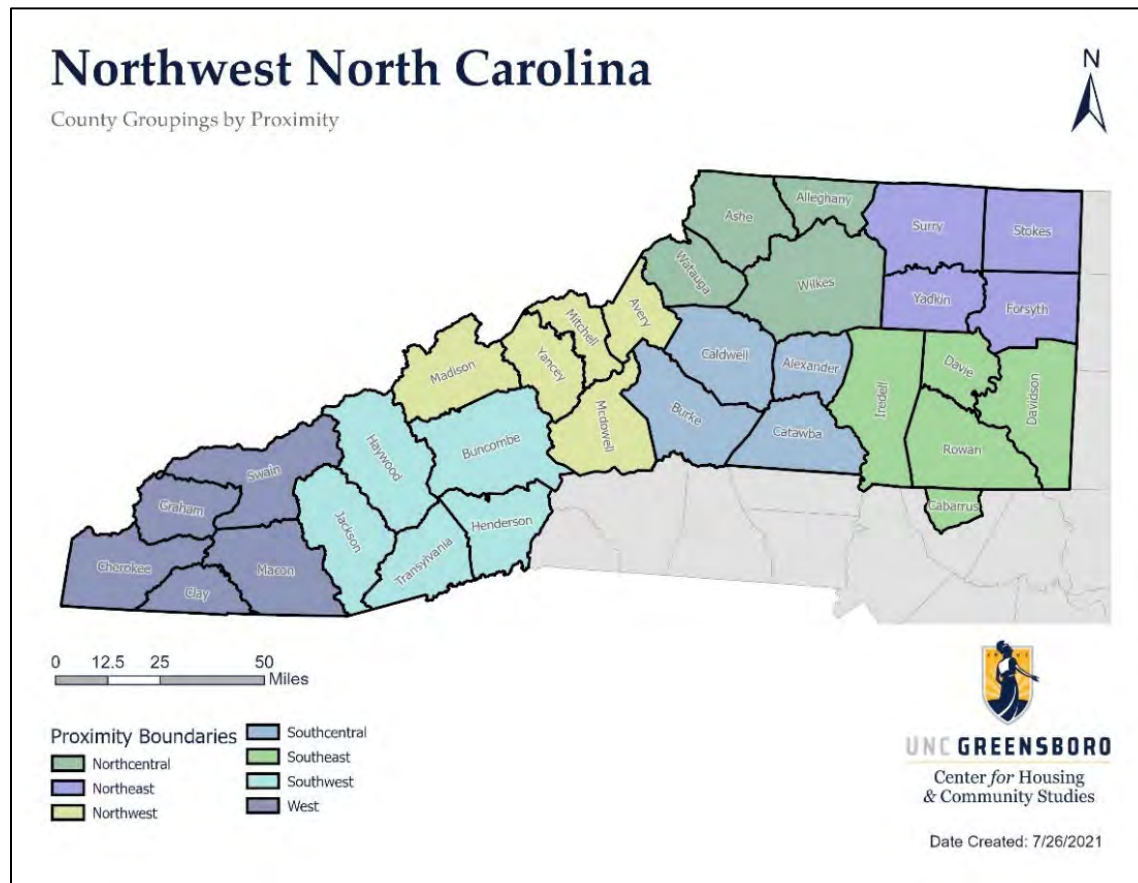 Northwest North Carolina
County Groupings by Proximity
N
Alleghany
Ashe
Surry
Stokes
Watauga
Wilkes
Yadkin
Forsyth
Avery
Mitchell
Yancey
Madison
Caldwell
Alexander
Davie
Iredell
Davidson
Mcdowell
Burke
Catawba
Rowan
Haywood
Buncombe
Swain
Graham
Cabarrus
Jackson
Henderson
Transylvania
Cherokee
Macon
Clay
0 12.5 25 50
Miles
Proximity Boundaries
Northcentral
Northeast
Northwest
Southcentral
Southeast
Southwest
West
UNC GREENSBORO
Center for Housing
& Community Studies
Date Created: 7/26/2021